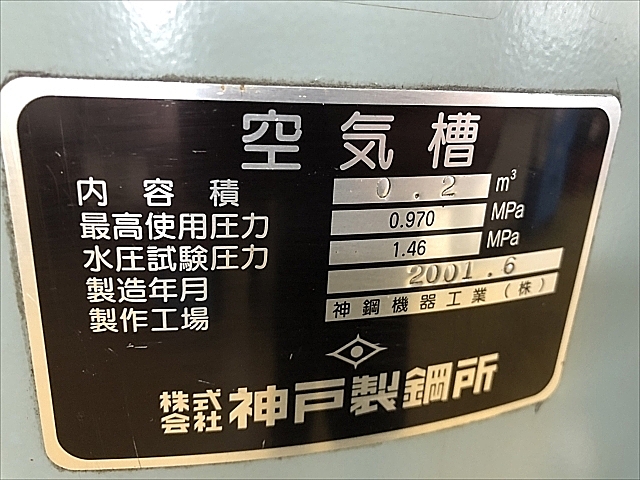 空気槽
内容積 0.2 m³
最高使用圧力 0.970 MPa
水圧試験圧力 1.46 MPa
製造年月 2001.6
製作工場 神鋼機器工業(株)
株式会社 神戸製鋼所